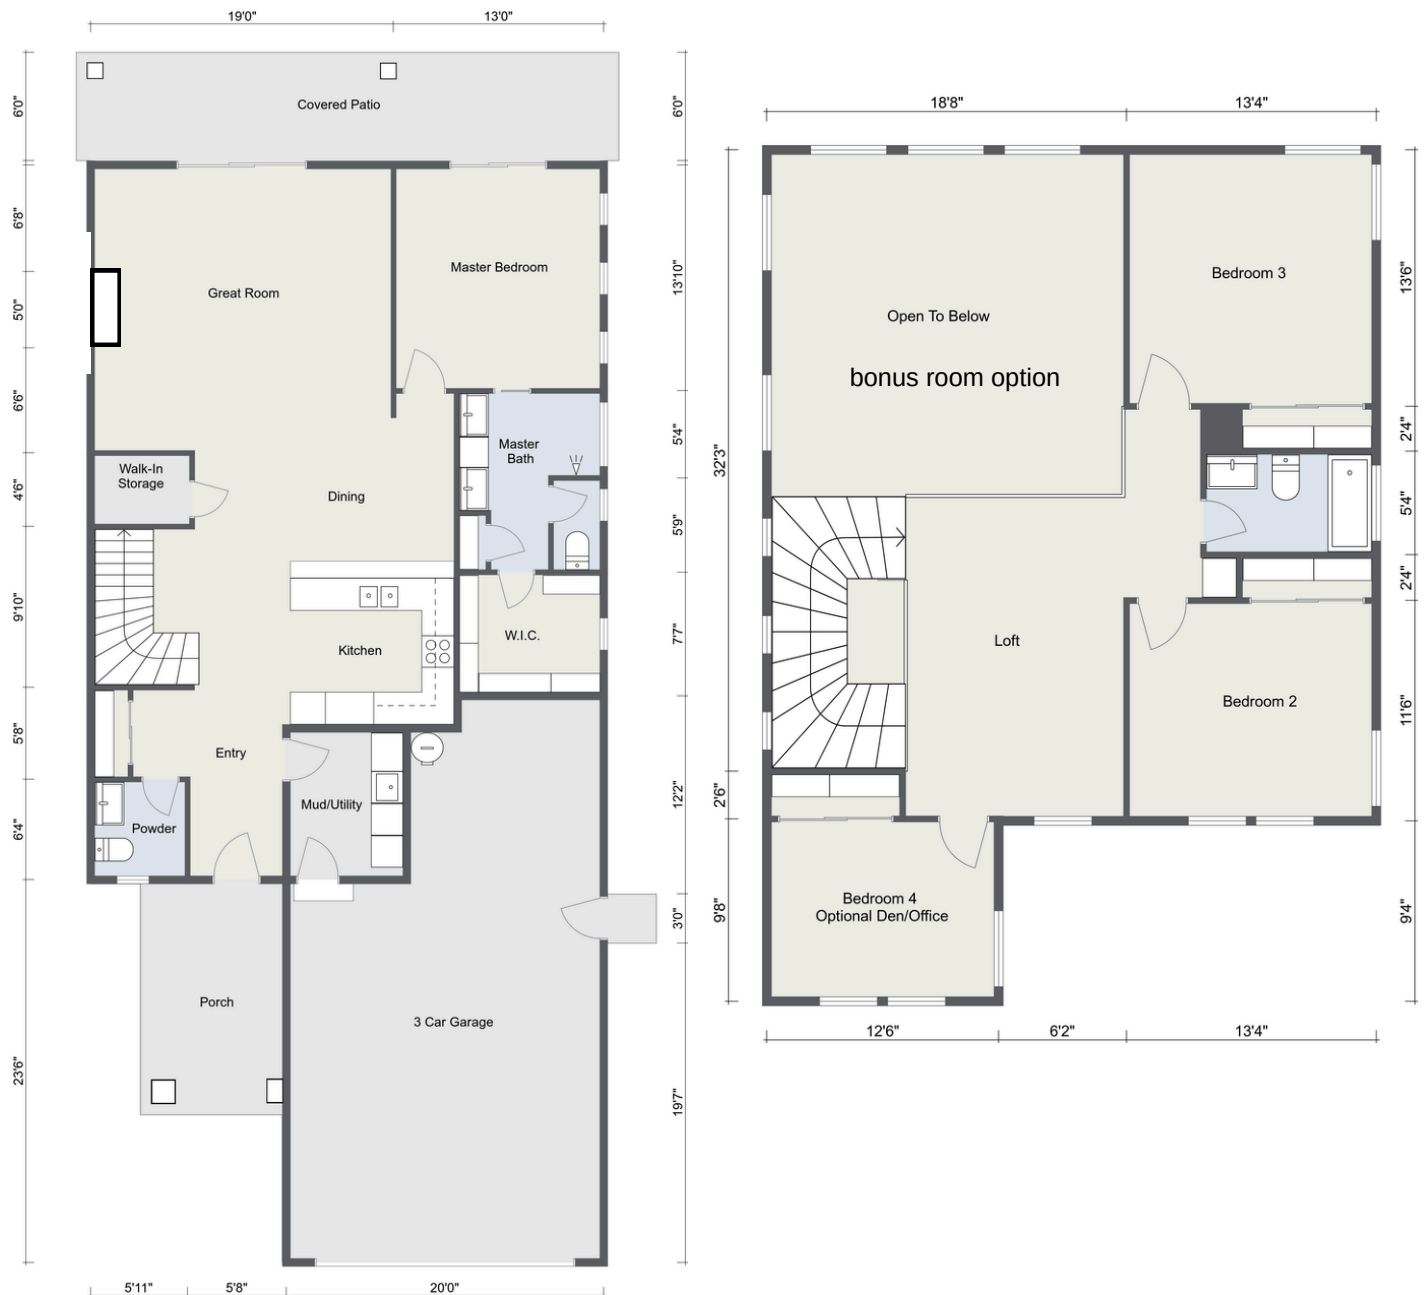 19'0"
13'0"
6'0"
Covered Patio
6'0"
6'8"
5'0"
6'6"
4'6"
9'10"
5'8"
6'4"
23'6"
Great Room
Master Bedroom
13'10"
Walk-In
Storage
Dining
Master
Bath
5'4"
5'9"
Kitchen
W.I.C.
7'7"
Entry
Mud/Utility
Powder
12'2"
3'0"
Porch
3 Car Garage
19'7"
5'11"
5'8"
20'0"
18'8"
13'4"
32'3"
2'6"
9'8"
Open To Below
bonus room option
Bedroom 3
13'6"
2'4"
5'4"
2'4"
Loft
Bedroom 2
11'6"
Bedroom 4
Optional Den/Office
9'4"
12'6"
6'2"
13'4"